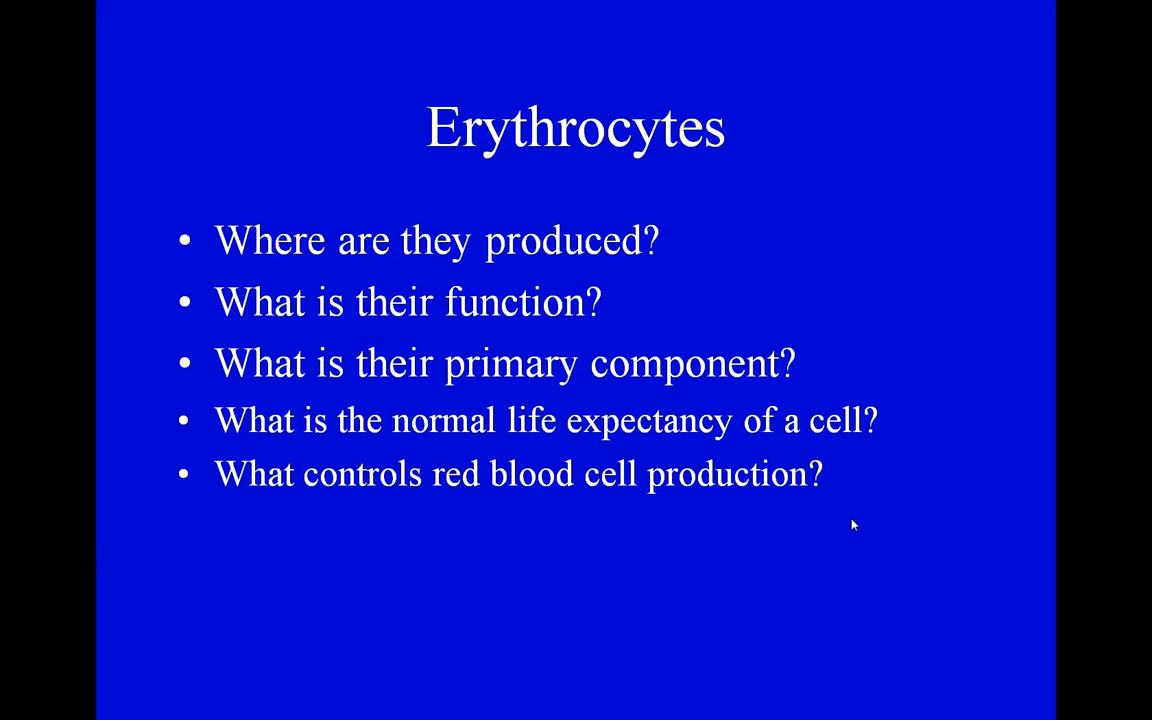 Erythrocytes
• Where are they produced?
• What is their function?
• What is their primary component?
• What is the normal life expectancy of a cell?
• What controls red blood cell production?